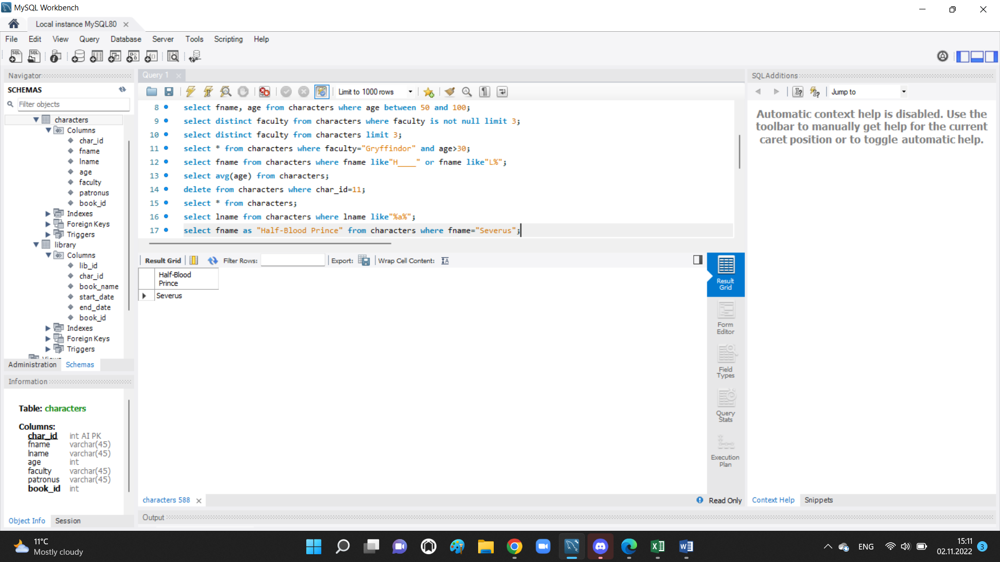 MySQL Workbench
Local instance MySQL80
File Edit View Query Database Server Tools Scripting Help
Navigator
SCHEMAS
Filter objects
characters
Columns
char_id
fname
lname
age
faculty
patronus
book_id
Indexes
Foreign Keys
Triggers
library
Columns
lib_id
char_id
book_name
start_date
end_date
book_id
Indexes
Foreign Keys
Triggers
Administration Schemas
Information
Table: characters
Columns:
char_id int AI PK
fname varchar(45)
lname varchar(45)
age int
faculty varchar(45)
patronus varchar(45)
book_id int
Object Info Session
Query 1
Limit to 1000 rows
8 select fname, age from characters where age between 50 and 100;
9 select distinct faculty from characters where faculty is not null limit 3;
10 select distinct faculty from characters limit 3;
11 select * from characters where faculty="Gryffindor" and age>30;
12 select fname from characters where fname like"H____" or fname like"L%";
13 select avg(age) from characters;
14 delete from characters where char_id=11;
15 select * from characters;
16 select lname from characters where lname like"%a%";
17 select fname as "Half-Blood Prince" from characters where fname="Severus";
Result Grid Filter Rows: Export: Wrap Cell Content:
Half-Blood
Prince
Severus
Result
Grid
Form
Editor
Field
Types
Query
Stats
Execution
Plan
characters 588
Read Only
Output
SQLAdditions
Jump to
Automatic context help is disabled. Use the
toolbar to manually get help for the current
caret position or to toggle automatic help.
Context Help Snippets
11°C
Mostly cloudy
ENG
15:11
02.11.2022
3